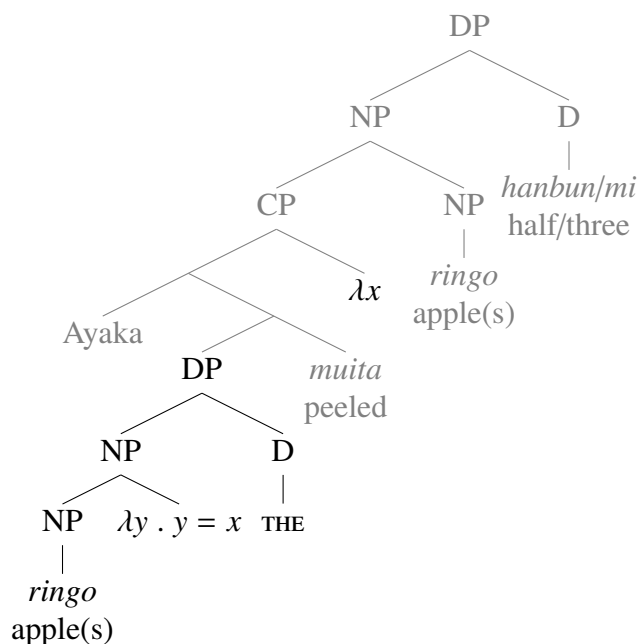 DP
NP D
CP NP hanbun/mi
half/three
λx ringo
apple(s)
Ayaka
DP muita
peeled
NP D
NP λy . y = x THE
ringo
apple(s)